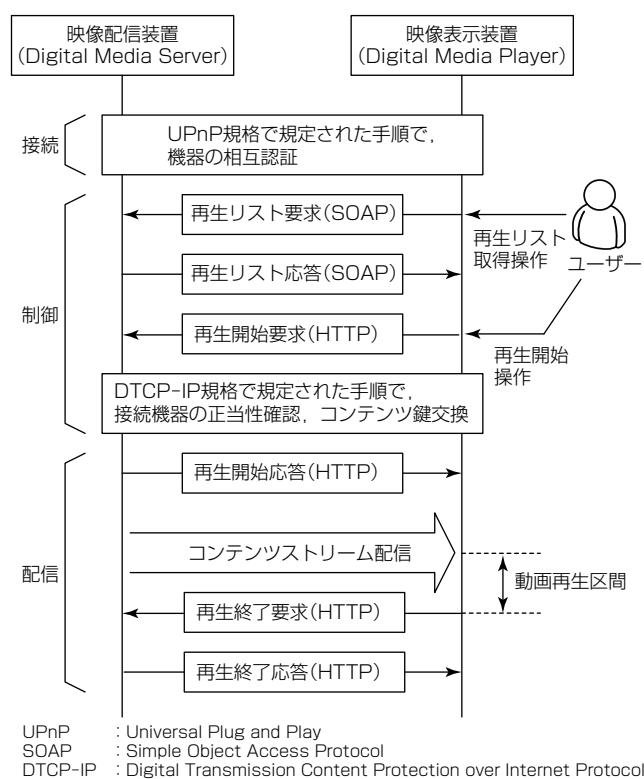 映像配信装置
(Digital Media Server)
映像表示装置
(Digital Media Player)
接続
UPnP規格で規定された手順で,
機器の相互認証
制御
再生リスト要求(SOAP)
再生リスト
取得操作
ユーザー
再生リスト応答(SOAP)
再生開始要求(HTTP)
再生開始
操作
DTCP-IP規格で規定された手順で,
接続機器の正当性確認, コンテンツ鍵交換
配信
再生開始応答(HTTP)
コンテンツストリーム配信
動画再生区間
再生終了要求(HTTP)
再生終了応答(HTTP)
UPnP : Universal Plug and Play
SOAP : Simple Object Access Protocol
DTCP-IP : Digital Transmission Content Protection over Internet Protocol